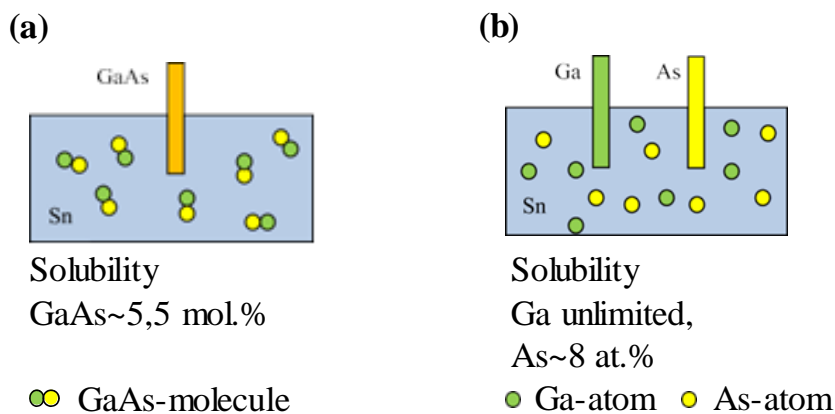 (a)
GaAs
Sn
Solubility
GaAs~5,5 mol.%
GaAs-molecule
(b)
Ga As
Sn
Solubility
Ga unlimited,
As~8 at.%
Ga-atom As-atom